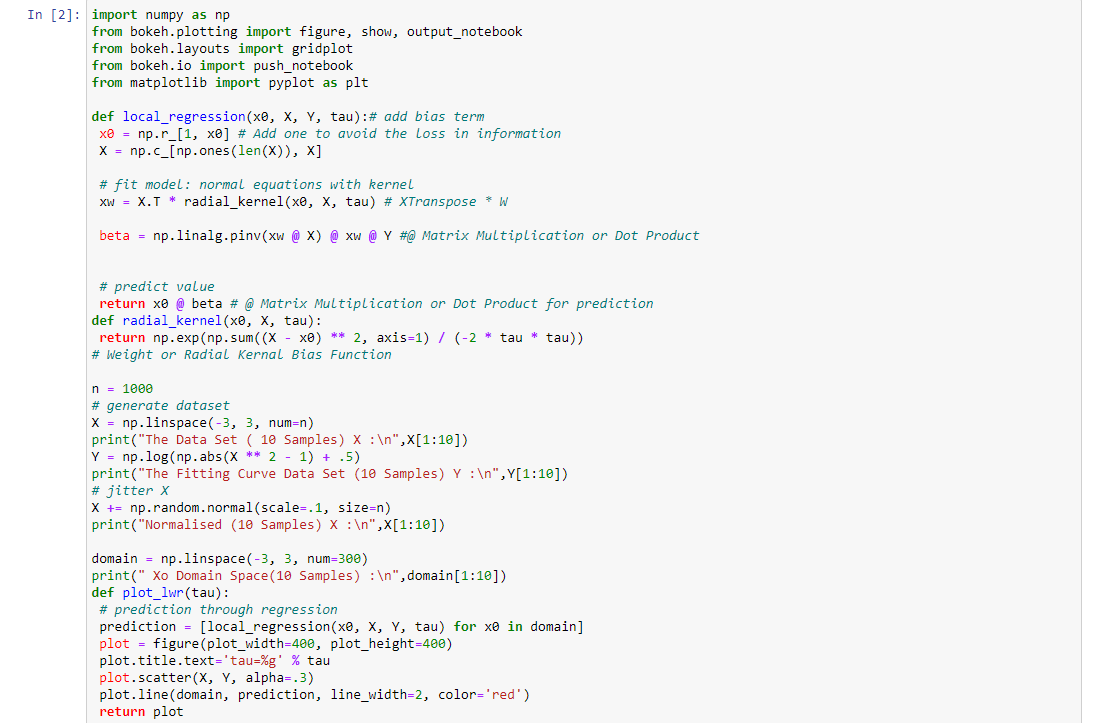 In [2]: import numpy as np
from bokeh.plotting import figure, show, output_notebook
from bokeh.layouts import gridplot
from bokeh.io import push_notebook
from matplotlib import pyplot as plt

def local_regression(x0, X, Y, tau):# add bias term
 x0 = np.r_[1, x0] # Add one to avoid the loss in information
 X = np.c_[np.ones(len(X)), X]

 # fit model: normal equations with kernel
 xw = X.T * radial_kernel(x0, X, tau) # XTranspose * W

 beta = np.linalg.pinv(xw @ X) @ xw @ Y #@ Matrix Multiplication or Dot Product


 # predict value
 return x0 @ beta # @ Matrix Multiplication or Dot Product for prediction
def radial_kernel(x0, X, tau):
 return np.exp(np.sum((X - x0) ** 2, axis=1) / (-2 * tau * tau))
# Weight or Radial Kernal Bias Function

n = 1000
# generate dataset
X = np.linspace(-3, 3, num=n)
print("The Data Set ( 10 Samples) X :\n",X[1:10])
Y = np.log(np.abs(X ** 2 - 1) + .5)
print("The Fitting Curve Data Set (10 Samples) Y :\n",Y[1:10])
# jitter X
X += np.random.normal(scale=.1, size=n)
print("Normalised (10 Samples) X :\n",X[1:10])

domain = np.linspace(-3, 3, num=300)
print(" Xo Domain Space(10 Samples) :\n",domain[1:10])
def plot_lwr(tau):
 # prediction through regression
 prediction = [local_regression(x0, X, Y, tau) for x0 in domain]
 plot = figure(plot_width=400, plot_height=400)
 plot.title.text='tau=%g' % tau
 plot.scatter(X, Y, alpha=.3)
 plot.line(domain, prediction, line_width=2, color='red')
 return plot